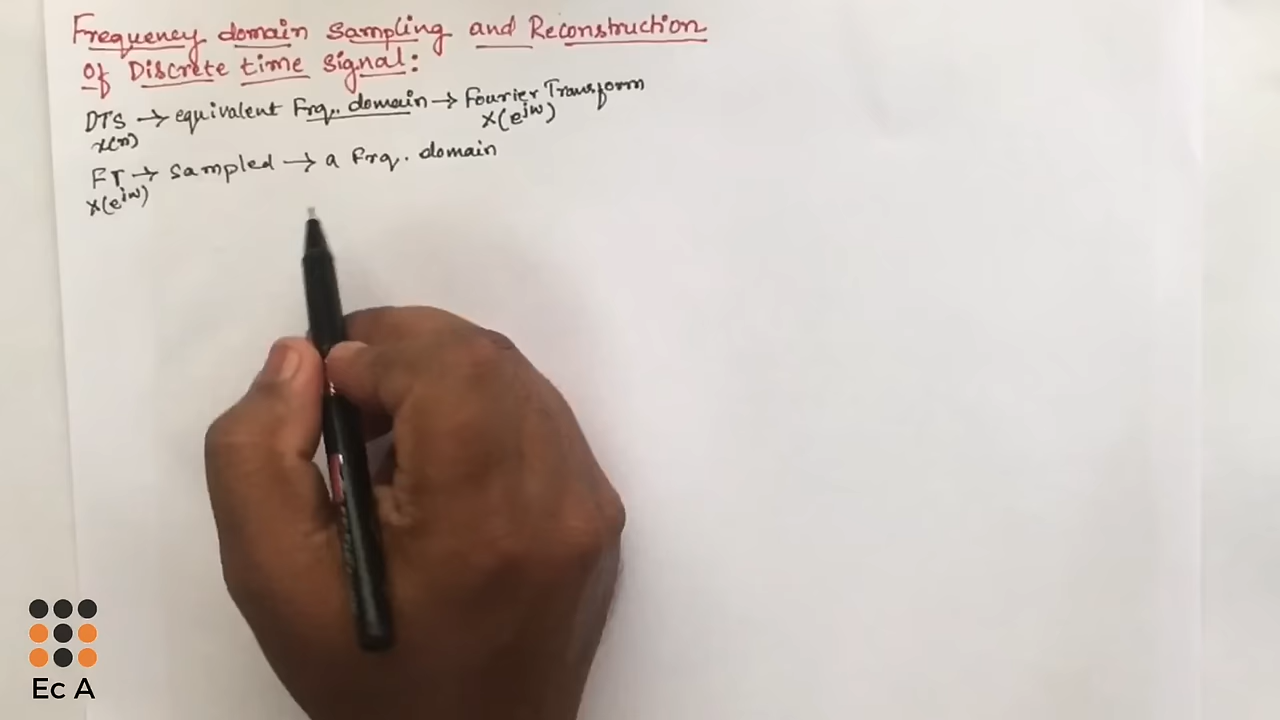 Frequency domain Sampling and Reconstruction
of Discrete time signal:
DTS → equivalent Frq.. domain → Fourier Transform
x(n) X(e^jw)
FT → Sampled → a Frq. domain
X(e^jw)
Ec A